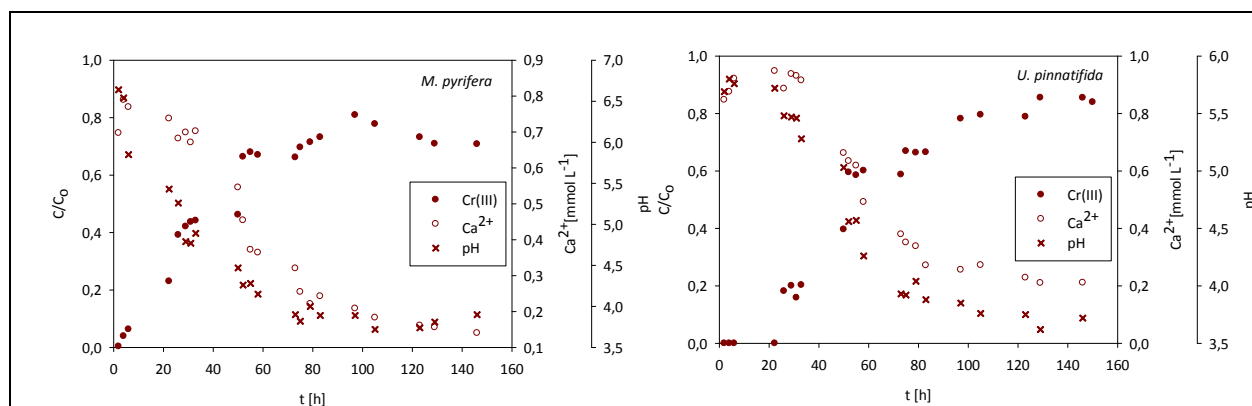 M. pyrifera
1,0
0,8
0,6
0,4
0,2
0,0
C/C₀
0 20 40 60 80 100 120 140 160
t [h]
0,9
0,8
0,7
0,6
0,5
0,4
0,3
0,2
0,1
Ca²⁺[mmol L⁻¹]
7,0
6,5
6,0
5,5
5,0
4,5
4,0
3,5
pH
Cr(III)
Ca²⁺
pH
U. pinnatifida
1,0
0,8
0,6
0,4
0,2
0,0
C/C₀
0 20 40 60 80 100 120 140 160
t [h]
1,0
0,8
0,6
0,4
0,2
0,0
Ca²⁺[mmol L⁻¹]
6,0
5,5
5,0
4,5
4,0
3,5
pH
Cr(III)
Ca²⁺
pH